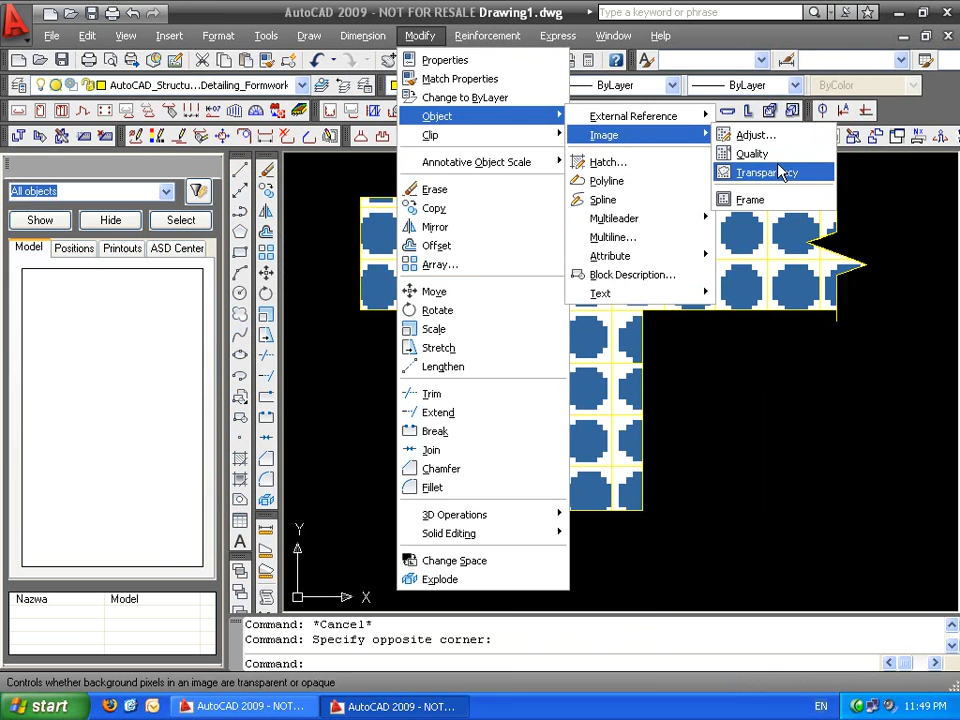 AutoCAD 2009 - NOT FOR RESALE Drawing1.dwg
Type a keyword or phrase
File Edit View Insert Format Tools Draw Dimension Modify Reinforcement Express Window Help
AutoCAD_Structu...Detailing_Formwork
ByLayer
ByLayer
ByColor
All objects
Show Hide Select
Model Positions Printouts ASD Center
Nazwa Model
Properties
Match Properties
Change to ByLayer
Object
Clip
Annotative Object Scale
Erase
Copy
Mirror
Offset
Array...
Move
Rotate
Scale
Stretch
Lengthen
Trim
Extend
Break
Join
Chamfer
Fillet
3D Operations
Solid Editing
Change Space
Explode
External Reference
Image
Hatch...
Polyline
Spline
Multileader
Multiline...
Attribute
Block Description...
Text
Adjust...
Quality
Transparency
Frame
A
Y
X
Command: *Cancel*
Command: Specify opposite corner:
Command:
Controls whether background pixels in an image are transparent or opaque
start
AutoCAD 2009 - NOT...
AutoCAD 2009 - NOT...
EN
11:49 PM